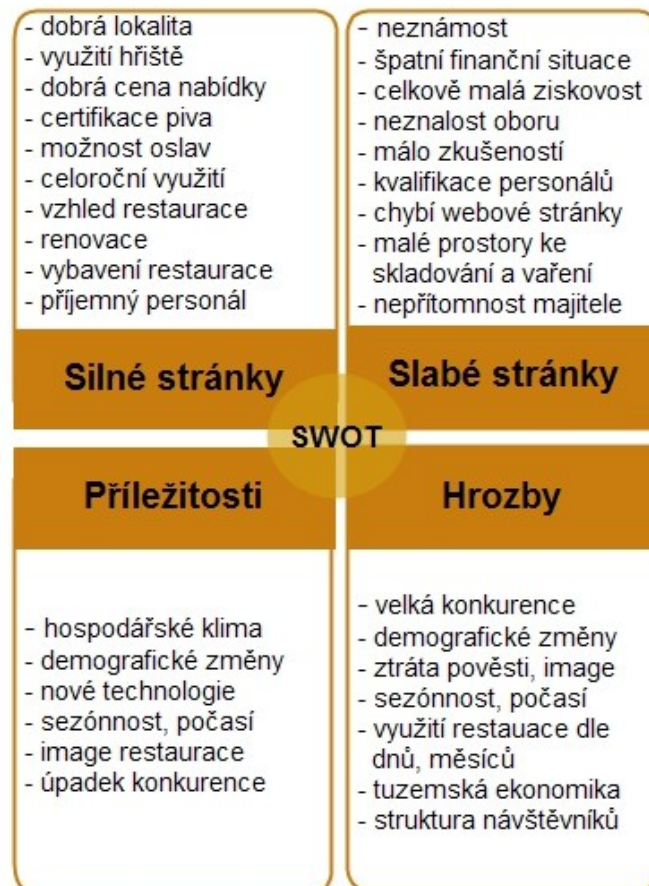 - dobrá lokalita
- využití hřiště
- dobrá cena nabídky
- certifikace piva
- možnost oslav
- celoroční využití
- vzhled restaurace
- renovace
- vybavení restaurace
- příjemný personál
Silné stránky
- neznámost
- špatní finanční situace
- celkově malá ziskovost
- neznalost oboru
- málo zkušeností
- kvalifikace personálů
- chybí webové stránky
- malé prostory ke
skladování a vaření
- nepřítomnost majitele
Slabé stránky
SWOT
Příležitosti
- hospodářské klima
- demografické změny
- nové technologie
- sezónnost, počasí
- image restaurace
- úpadek konkurence
Hrozby
- velká konkurence
- demografické změny
- ztráta pověsti, image
- sezónnost, počasí
- využití restauace dle
dnů, měsíců
- tuzemská ekonomika
- struktura návštěvníků